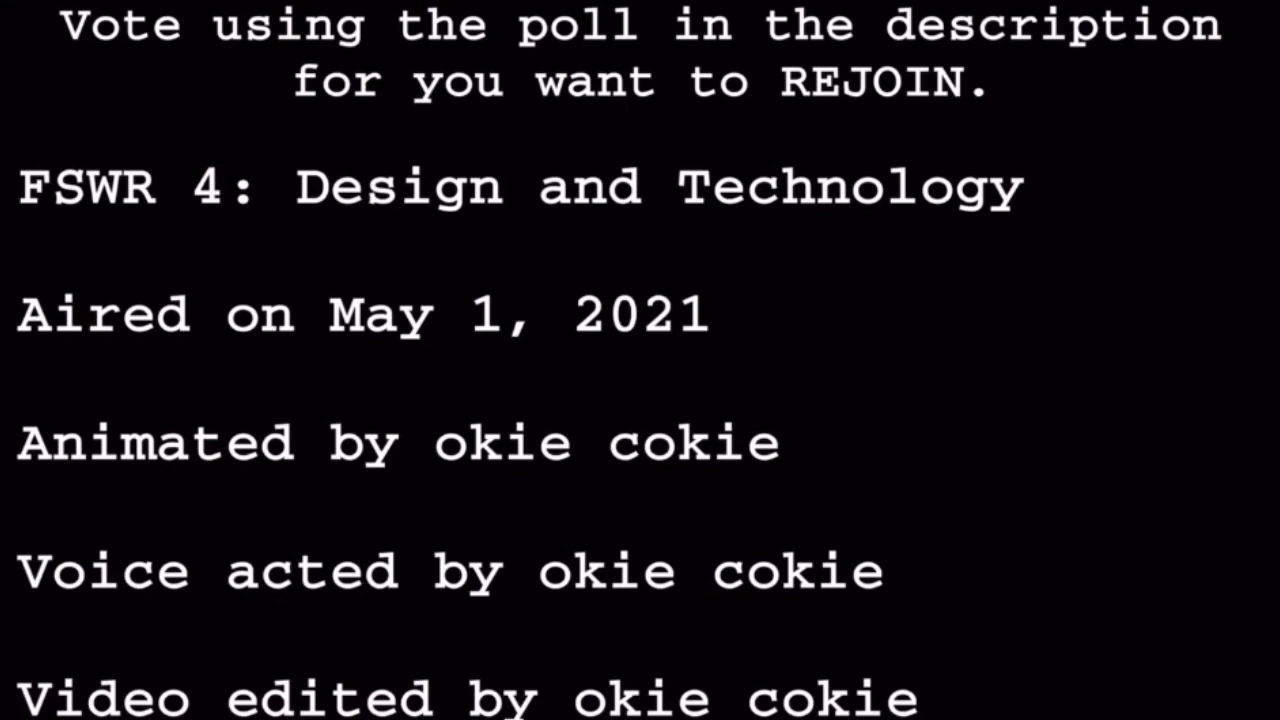 Vote using the poll in the description
for you want to REJOIN.
FSWR 4: Design and Technology
Aired on May 1, 2021
Animated by okie cokie
Voice acted by okie cokie
Video edited by okie cokie